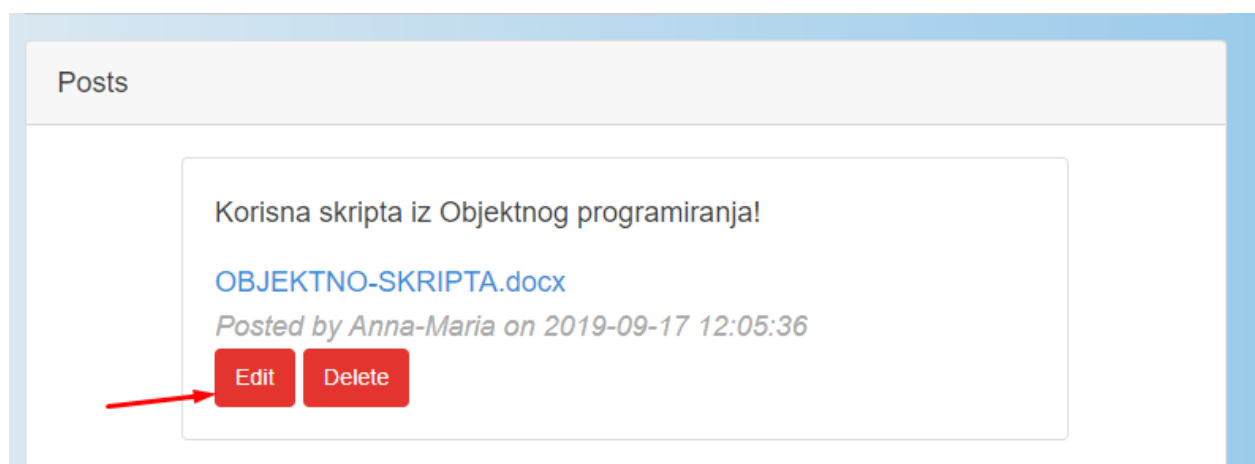 Posts
Korisna skripta iz Objektnog programiranja!
OBJEKTNO-SKRIPTA.docx
Posted by Anna-Maria on 2019-09-17 12:05:36
Edit Delete